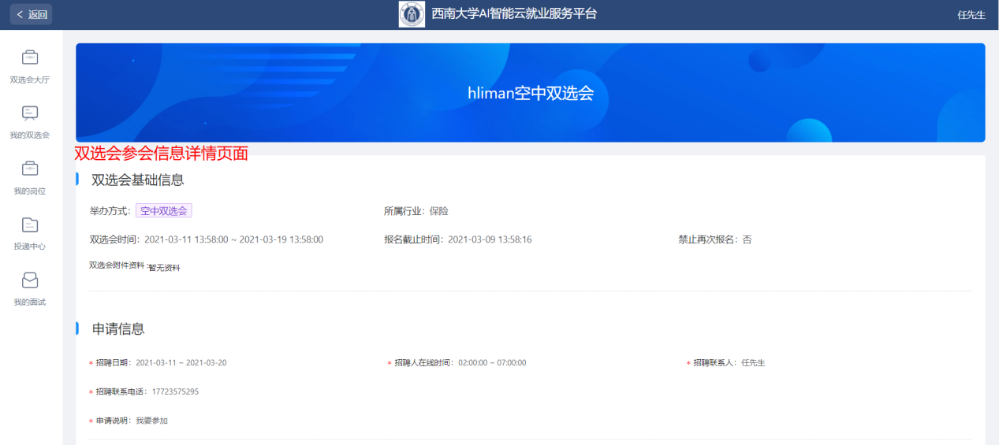 返回
西南大学AI智能云就业服务平台
任先生
双选会大厅
我的双选会
我的岗位
投递中心
我的面试
hliman空中双选会
双选会参会信息详情页面
双选会基础信息
举办方式： 空中双选会 所属行业：保险
双选会时间：2021-03-11 13:58:00 ~ 2021-03-19 13:58:00 报名截止时间：2021-03-09 13:58:16 禁止再次报名：否
双选会附件资料 : 暂无资料
申请信息
* 招聘日期：2021-03-11 ~ 2021-03-20 * 招聘人在线时间：02:00:00 ~ 07:00:00 * 招聘联系人：任先生
* 招聘联系电话：17723575295
* 申请说明：我要参加